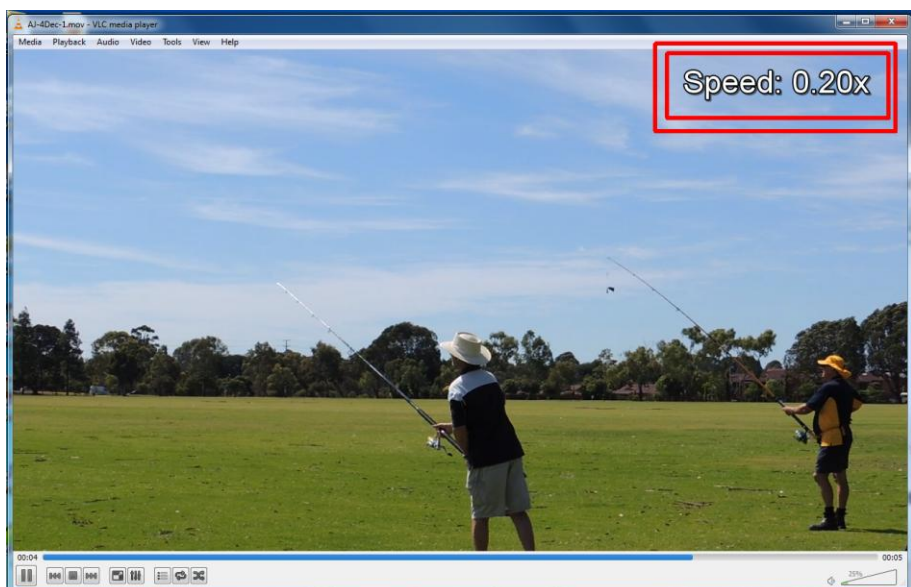 AJ-4Dec-1.mov - VLC media player
Media Playback Audio Video Tools View Help
Speed: 0.20x
00:04 00:05
25%